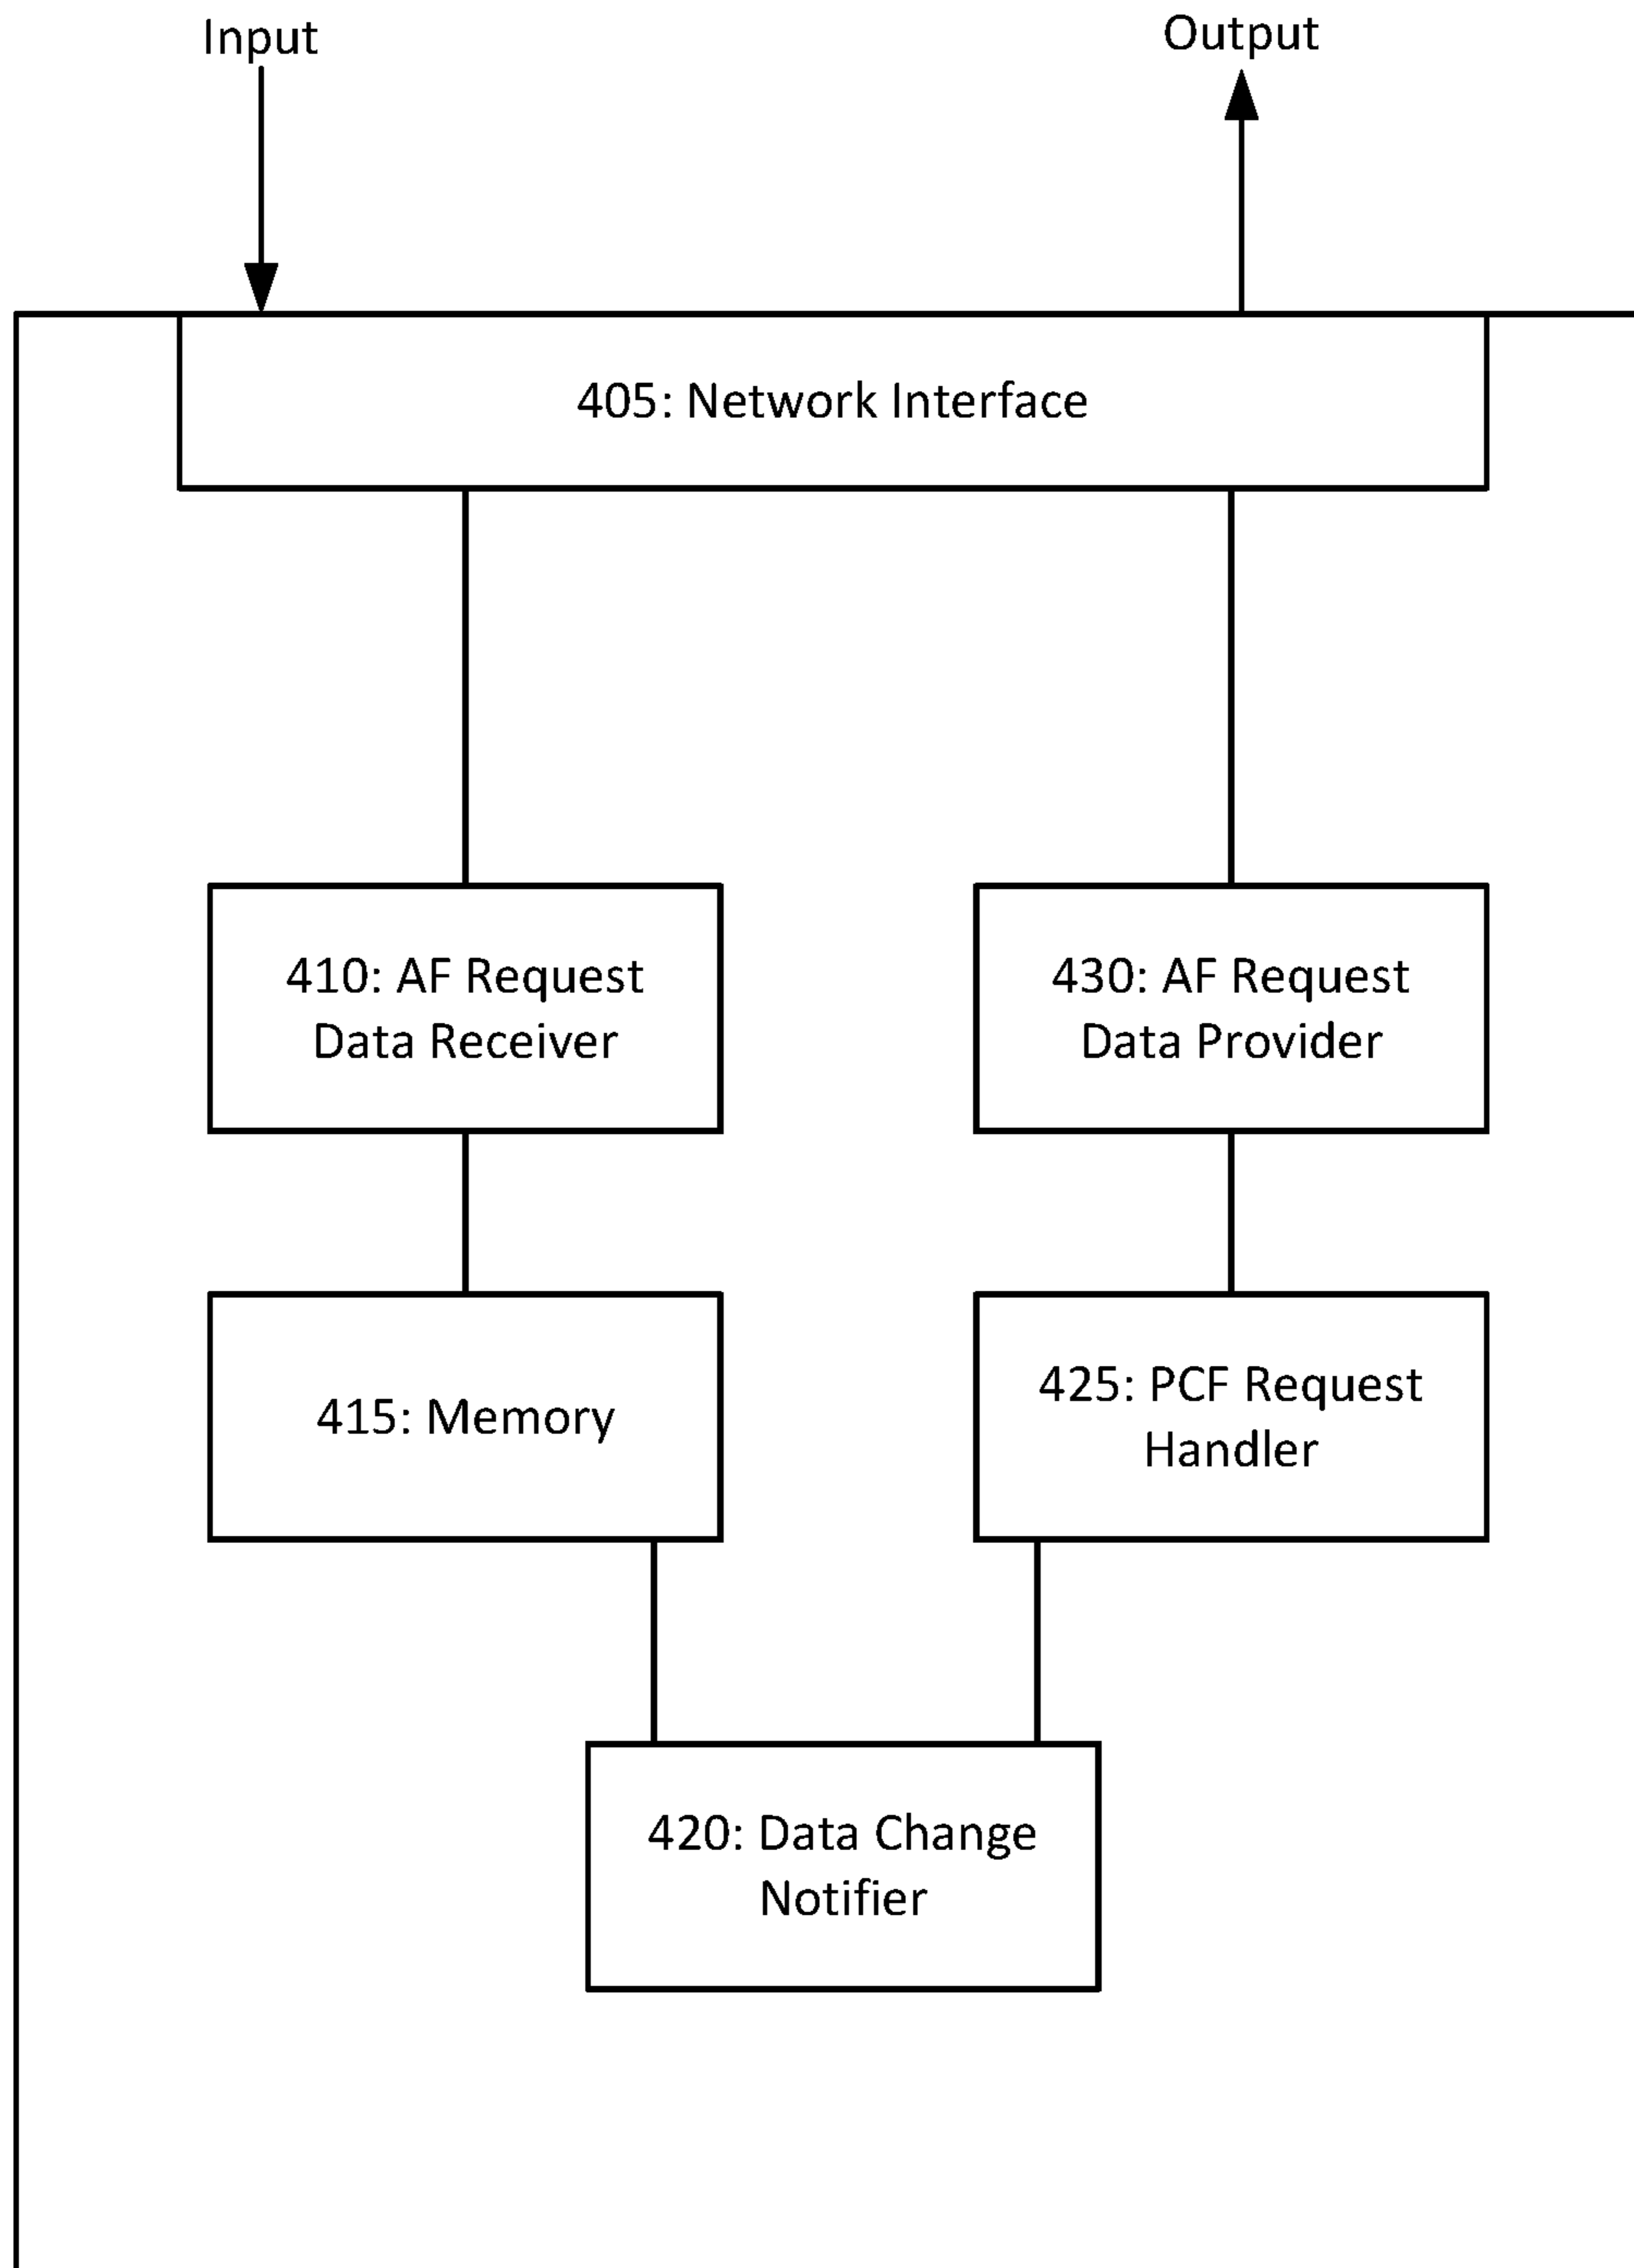 Input
Output
405: Network Interface
410: AF Request
Data Receiver
430: AF Request
Data Provider
415: Memory
425: PCF Request
Handler
420: Data Change
Notifier